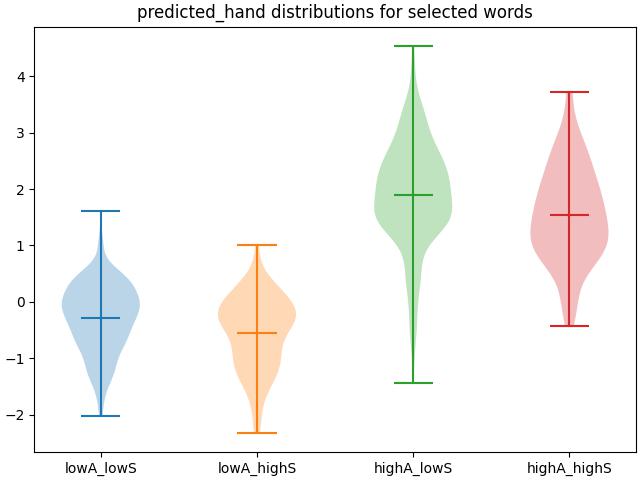 predicted_hand distributions for selected words
4
3
2
1
0
−1
−2
lowA_lowS
lowA_highS
highA_lowS
highA_highS